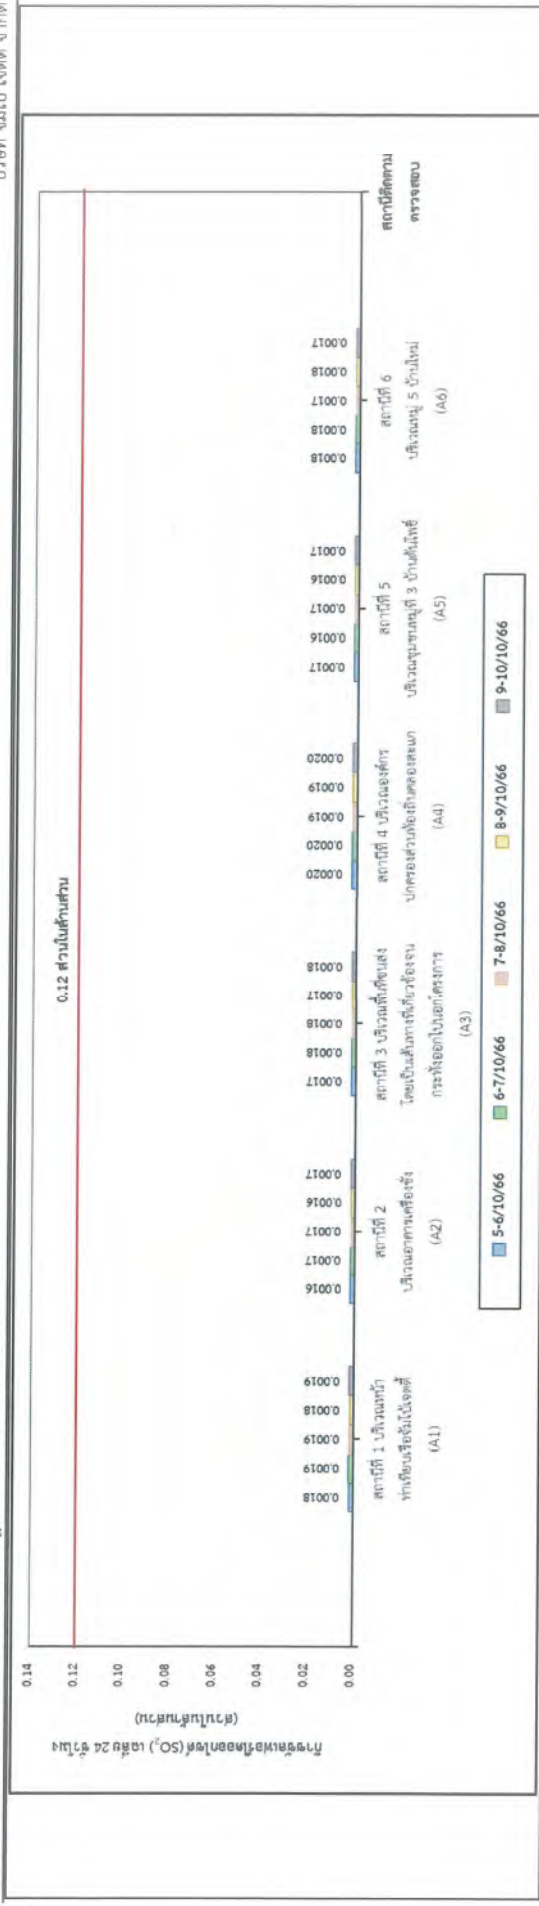 0.12 ส่วนในล้านส่วน
ก๊าซซัลเฟอร์ไดออกไซด์ (SO₂) เฉลี่ย 24 ชั่วโมง
(ส่วนในล้านส่วน)
0.14
0.12
0.10
0.08
0.06
0.04
0.02
0.00
0.0018 0.0019 0.0019 0.0018 0.0019
0.0016 0.0017 0.0017 0.0016 0.0017
0.0017 0.0018 0.0018 0.0017 0.0018
0.0020 0.0020 0.0019 0.0019 0.0020
0.0017 0.0016 0.0017 0.0016 0.0017
0.0018 0.0018 0.0017 0.0018 0.0017
สถานีที่ 1 บริเวณหน้า
ท่าเทียบเรือจัมโบ้เจตตี้
(A1)
สถานีที่ 2
บริเวณอาคารเครื่องชั่ง
(A2)
สถานีที่ 3 บริเวณพื้นที่ขนส่ง
โดยเป็นเส้นทางที่เกี่ยวข้องจน
กระทั่งออกไปนอกโครงการ
(A3)
สถานีที่ 4 บริเวณองค์กร
ปกครองส่วนท้องถิ่นคลองสะแก
(A4)
สถานีที่ 5
บริเวณชุมชนหมู่ที่ 3 บ้านต้นโพธิ์
(A5)
สถานีที่ 6
บริเวณหมู่ 5 บ้านใหม่
(A6)
สถานีติดตาม
ตรวจสอบ
5-6/10/66 6-7/10/66 7-8/10/66 8-9/10/66 9-10/10/66